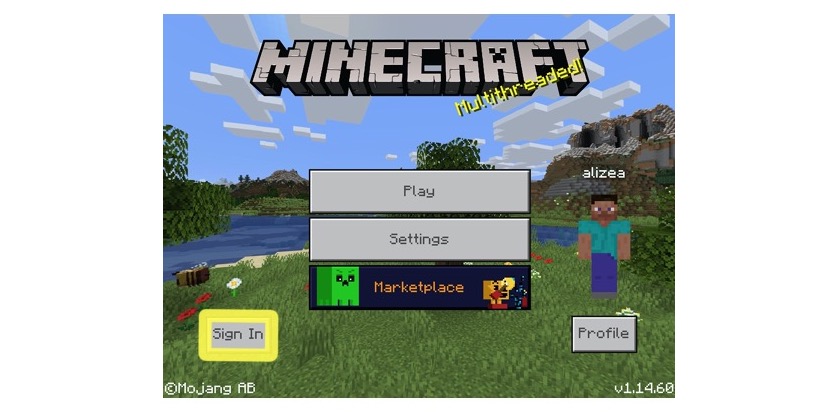 MINECRAFT
Multithreaded!
alizea
Play
Settings
Marketplace
Sign In
Profile
©Mojang AB
v1.14.60